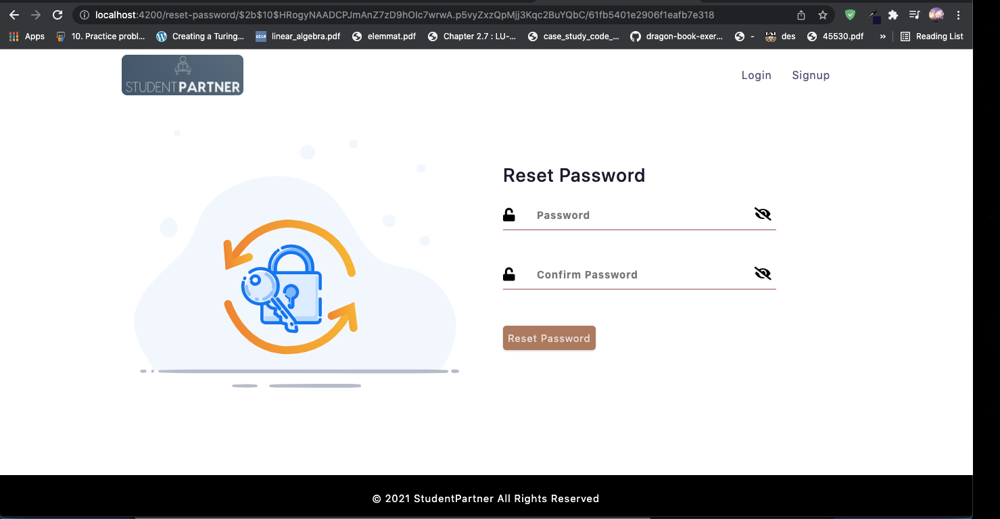 localhost:4200/reset-password/$2b$10$HRogyNAADCPJmAnZ7zD9hOIc7wrwA.p5vyZxzQpMjj3Kqc2BuYQbC/61fb5401e2906f1eafb7e318
Apps 10. Practice probl... Creating a Turing... UCLA linear_algebra.pdf elemmat.pdf Chapter 2.7 : LU-... case_study_code_... dragon-book-exer... - des 45530.pdf » Reading List
STUDENTPARTNER
Login Signup
Reset Password
Password
Confirm Password
Reset Password
© 2021 StudentPartner All Rights Reserved